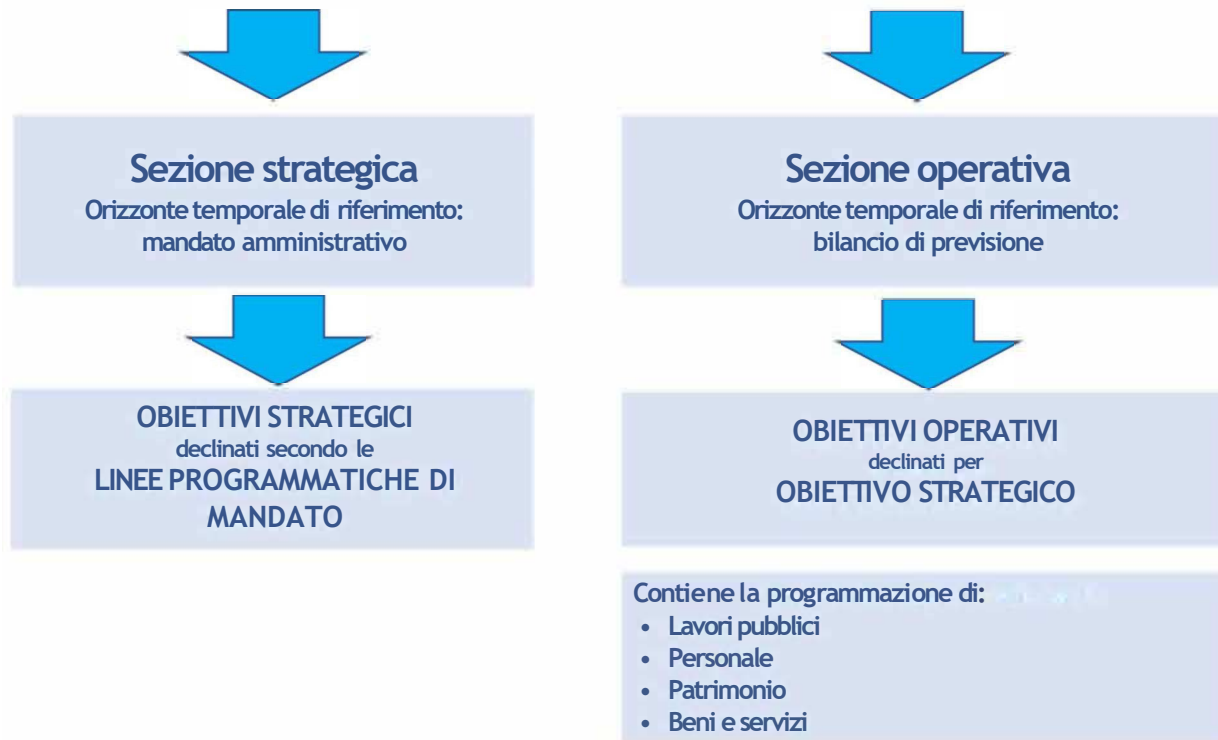 Sezione strategica
Orizzonte temporale di riferimento:
mandato amministrativo
OBIETTIVI STRATEGICI
declinati secondo le
LINEE PROGRAMMATICHE DI
MANDATO
Sezione operativa
Orizzonte temporale di riferimento:
bilancio di previsione
OBIETTIVI OPERATIVI
declinati per
OBIETTIVO STRATEGICO
Contiene la programmazione di:
• Lavori pubblici
• Personale
• Patrimonio
• Beni e servizi